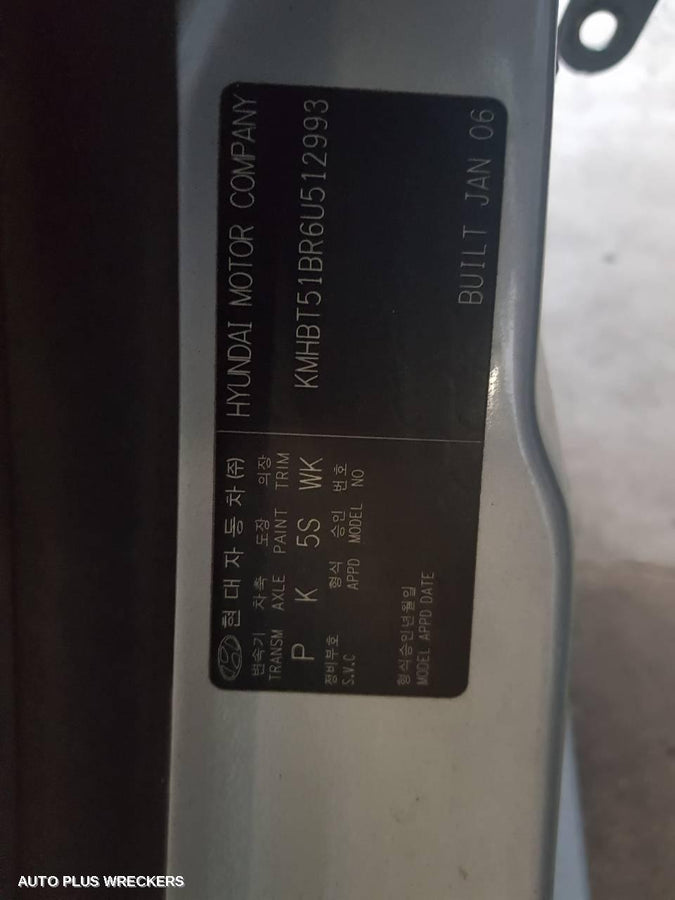 현대자동차(주)
변속기 차축 도장 의장
TRANSM AXLE PAINT TRIM
P K 5S WK
정비부호 형식 승인 번호
S.V.C APPD MODEL NO
형식승인년월일
MODEL APPD DATE
HYUNDAI MOTOR COMPANY
KMHBT51BR6U512993
BUILT JAN 06
AUTO PLUS WRECKERS